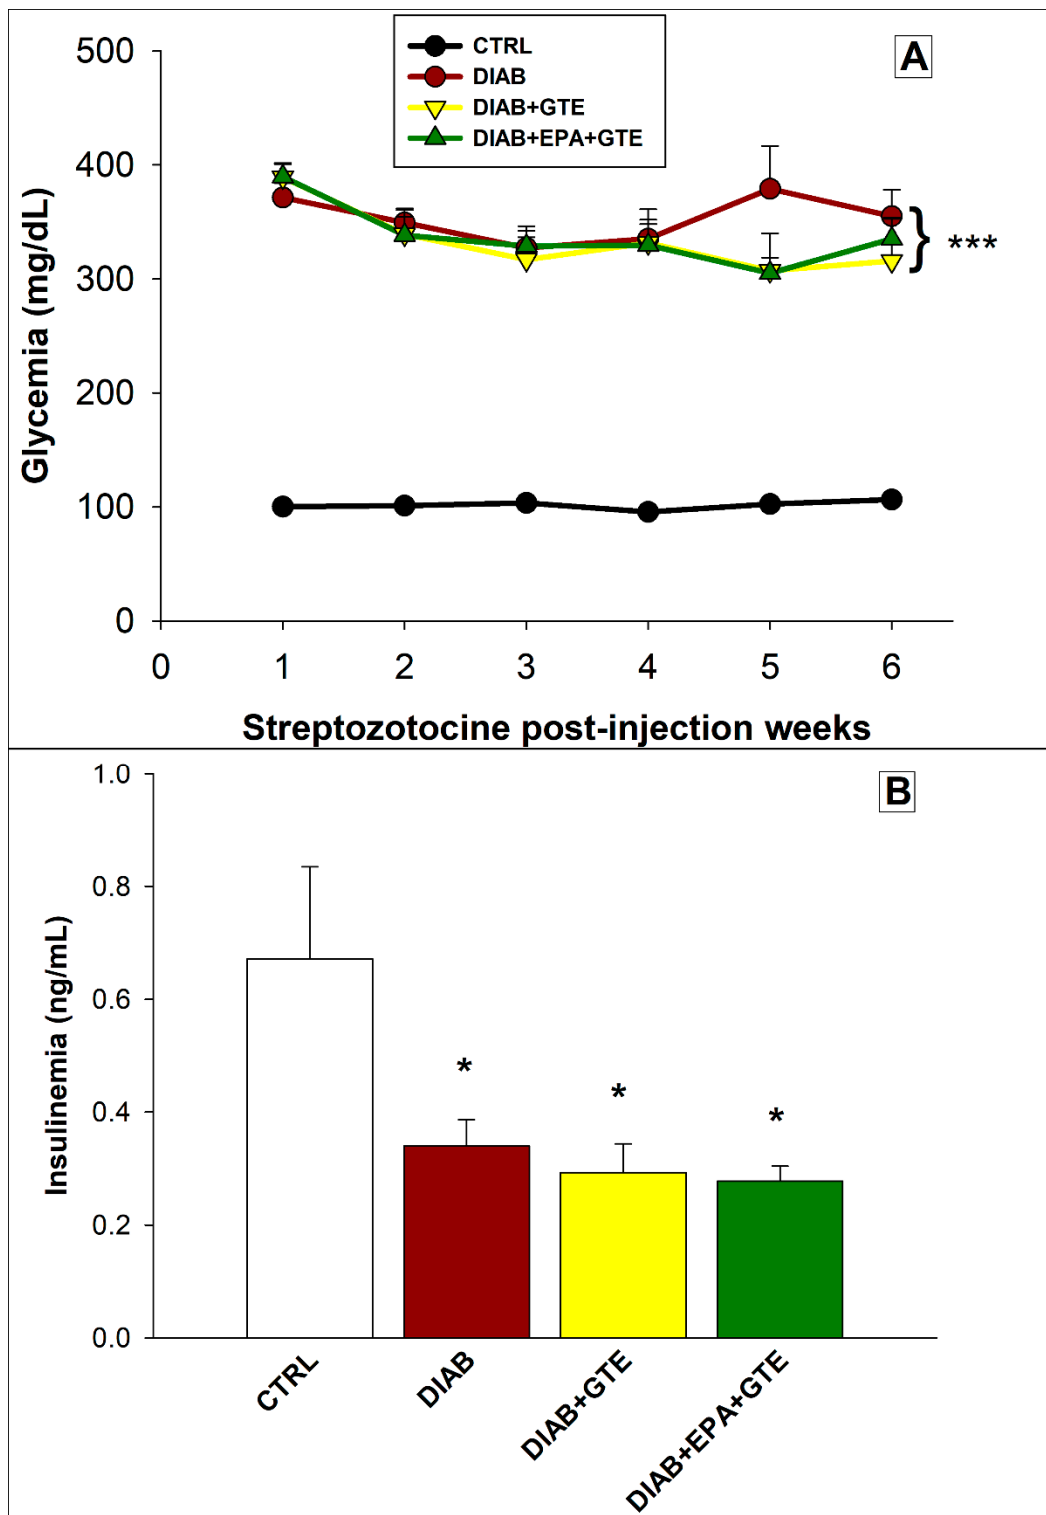 CTRL
DIAB
DIAB+GTE
DIAB+EPA+GTE
A
500
400
300
200
100
0
Glycemia (mg/dL)
} ***
0 1 2 3 4 5 6
Streptozotocine post-injection weeks
B
1.0
0.8
0.6
0.4
0.2
0.0
Insulinemia (ng/mL)
*
*
*
CTRL
DIAB
DIAB+GTE
DIAB+EPA+GTE